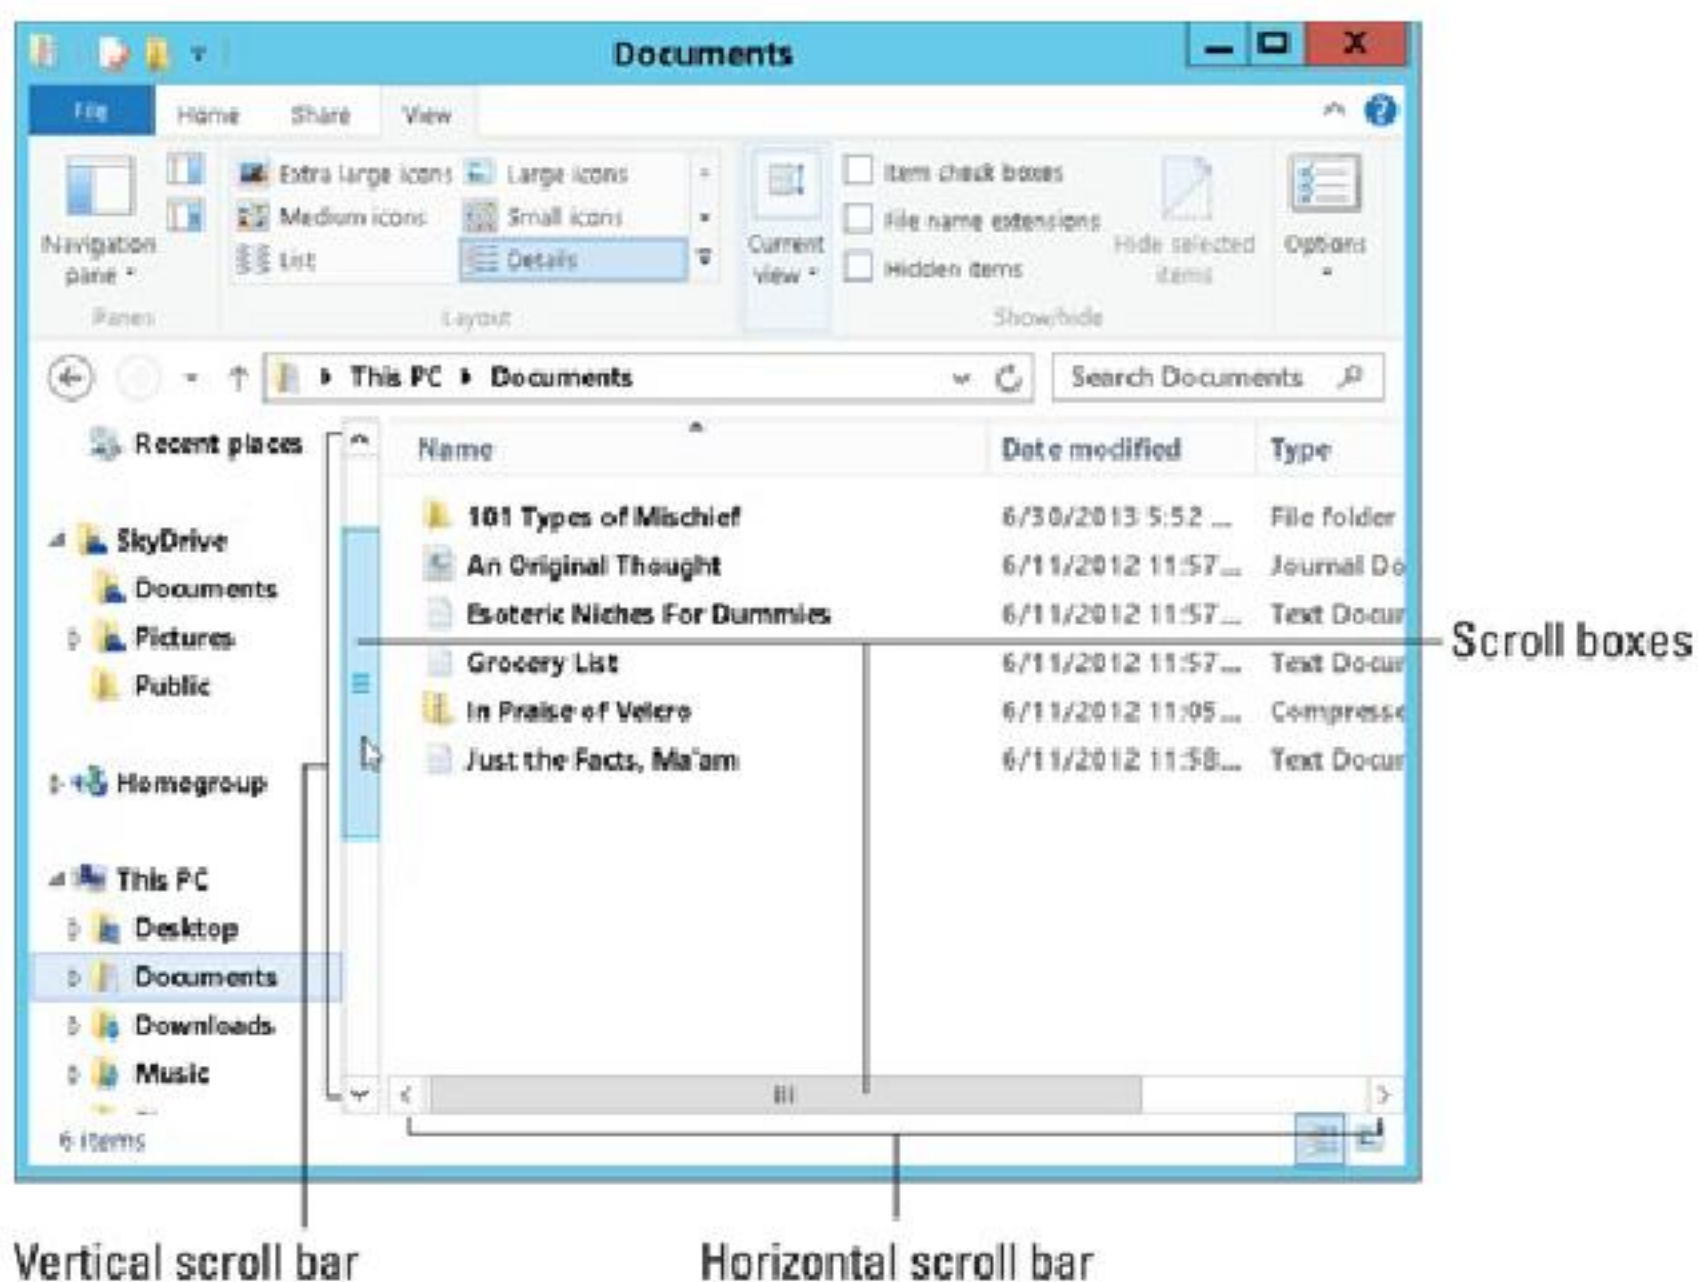 Documents
X
File Home Share View
Extra large icons Large icons
Medium icons Small icons
List Details
Navigation pane
Current view
Item check boxes
File name extensions
Hidden items
Hide selected items
Options
Panes Layout Show/hide
This PC Documents
Search Documents
Recent places
SkyDrive
Documents
Pictures
Public
Homegroup
This PC
Desktop
Documents
Downloads
Music
6 items
Name Date modified Type
101 Types of Mischief 6/30/2013 5:52 ... File folder
An Original Thought 6/11/2012 11:57... Journal Do
Esoteric Niches For Dummies 6/11/2012 11:57... Text Docur
Grocery List 6/11/2012 11:57... Text Docur
In Praise of Velcro 6/11/2012 11:05... Compresse
Just the Facts, Ma'am 6/11/2012 11:58... Text Docur
Scroll boxes
Vertical scroll bar
Horizontal scroll bar